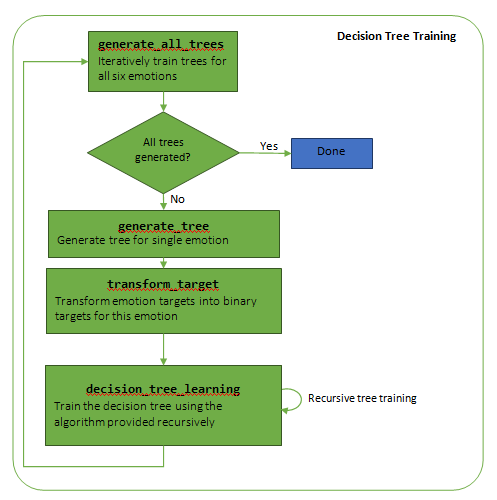 Decision Tree Training
generate_all_trees
Iteratively train trees for
all six emotions
All trees
generated?
Yes
Done
No
generate_tree
Generate tree for single emotion
transform_target
Transform emotion targets into binary
targets for this emotion
decision_tree_learning
Train the decision tree using the
algorithm provided recursively
Recursive tree training